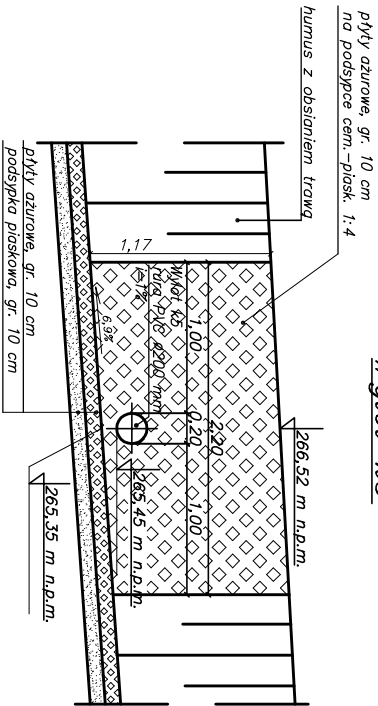 płyty ażurowe, gr. 10 cm
na podsypce cem.-piask. 1:4
humus z obsianiem trawą
266,52 m n.p.m.
2,20
1,00
0,20
1,00
1,17
Wylot k5
rura PVC ø200 mm
i=1%
6,9%
265,45 m n.p.m.
265,35 m n.p.m.
płyty ażurowe, gr. 10 cm
podsypka piaskowa, gr. 10 cm